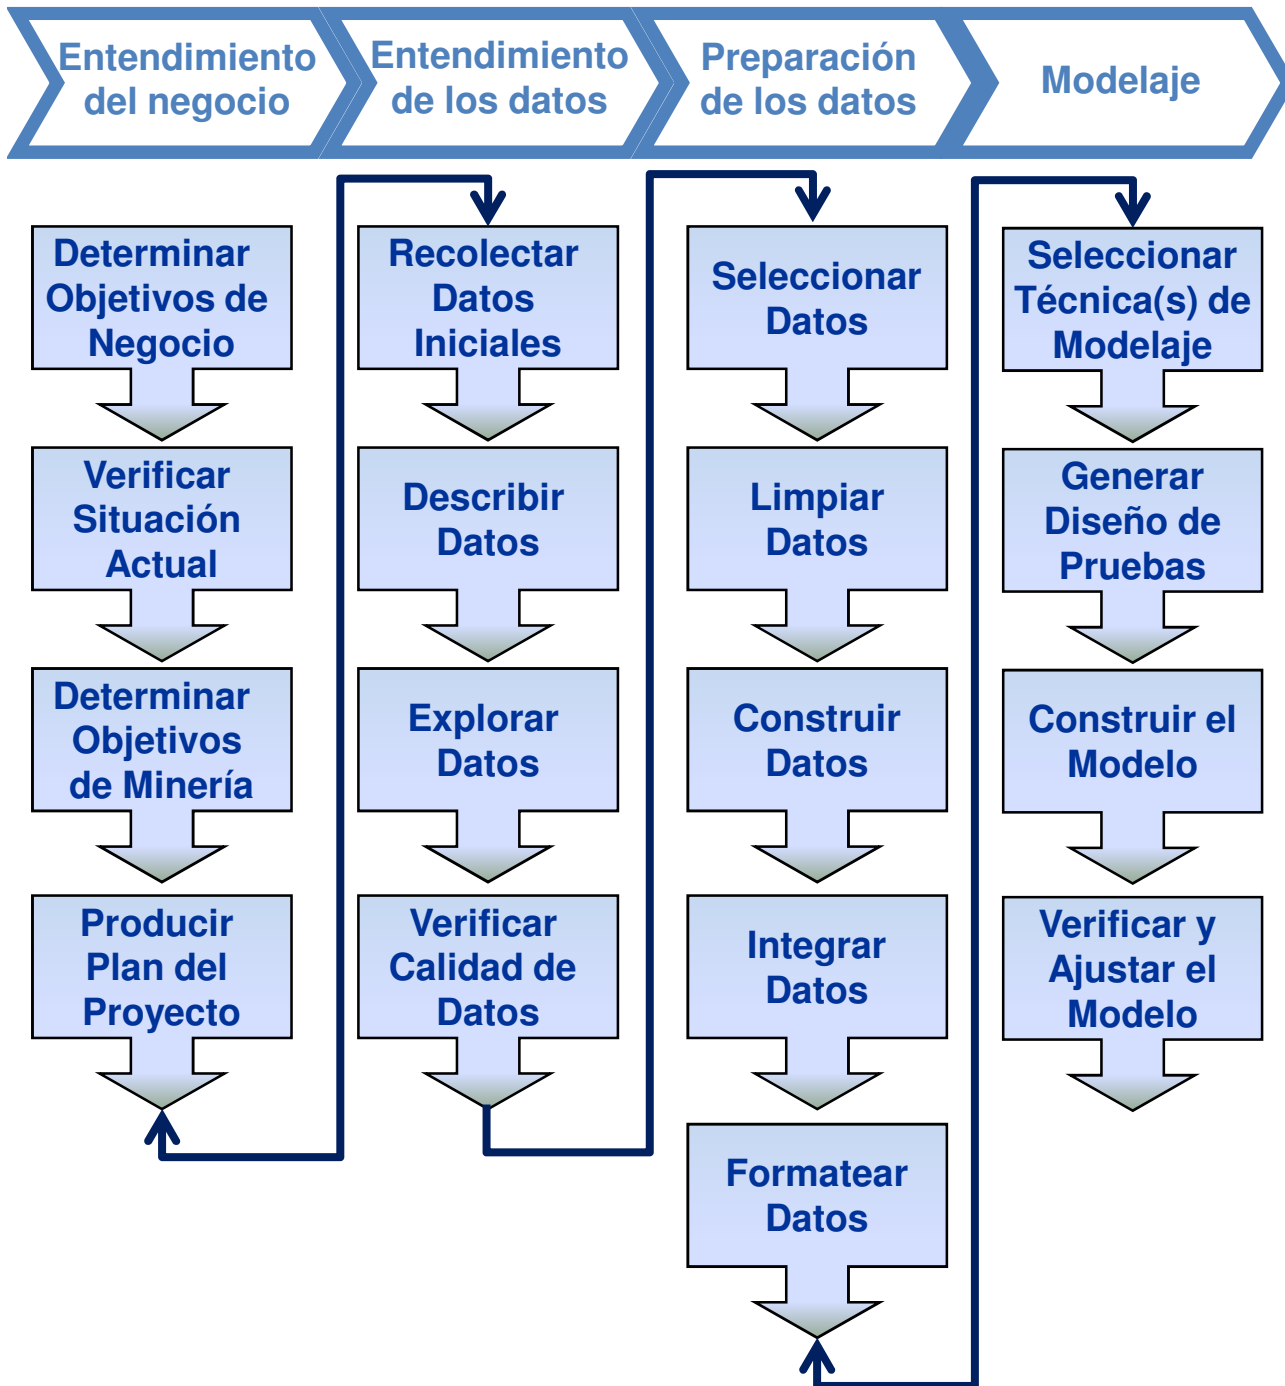 Entendimiento
del negocio
Entendimiento
de los datos
Preparación
de los datos
Modelaje
Determinar
Objetivos de
Negocio
Verificar
Situación
Actual
Determinar
Objetivos
de Minería
Producir
Plan del
Proyecto
Recolectar
Datos
Iniciales
Describir
Datos
Explorar
Datos
Verificar
Calidad de
Datos
Seleccionar
Datos
Limpiar
Datos
Construir
Datos
Integrar
Datos
Formatear
Datos
Seleccionar
Técnica(s) de
Modelaje
Generar
Diseño de
Pruebas
Construir el
Modelo
Verificar y
Ajustar el
Modelo